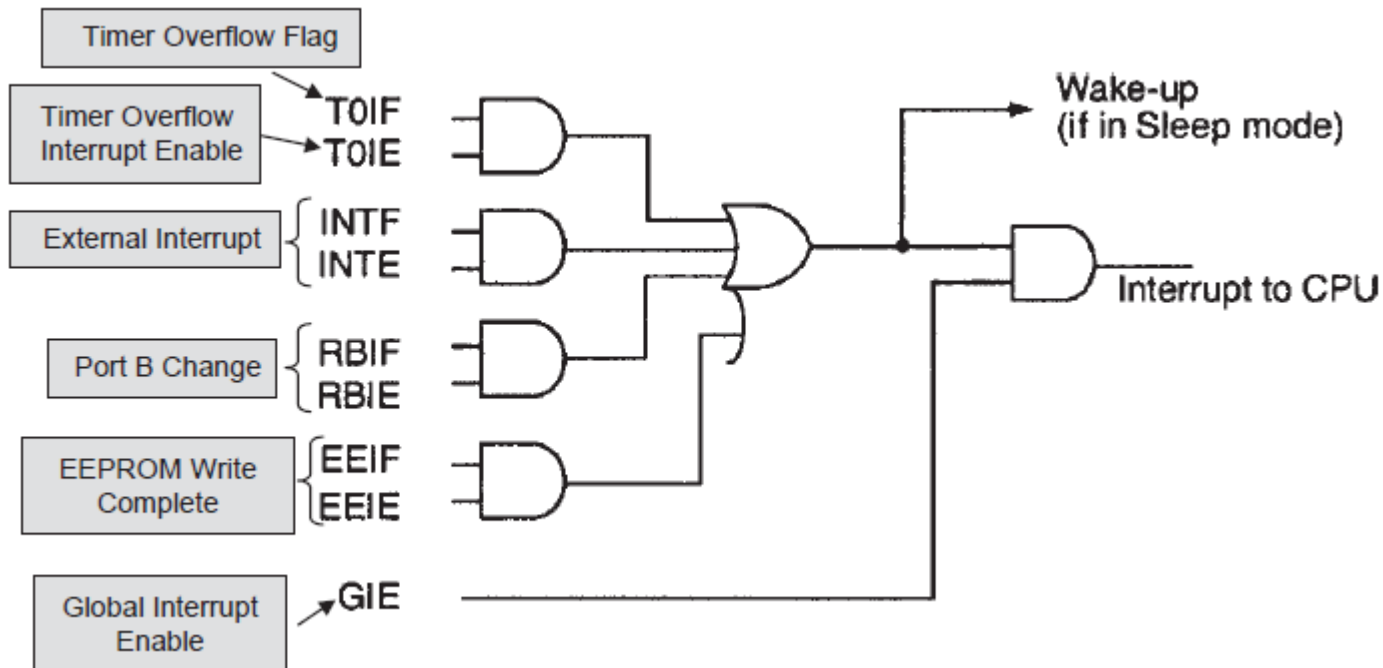 Timer Overflow Flag
T0IF
Timer Overflow
Interrupt Enable
T0IE
Wake-up
(if in Sleep mode)
External Interrupt
INTF
INTE
Interrupt to CPU
Port B Change
RBIF
RBIE
EEPROM Write
Complete
EEIF
EEIE
Global Interrupt
Enable
GIE